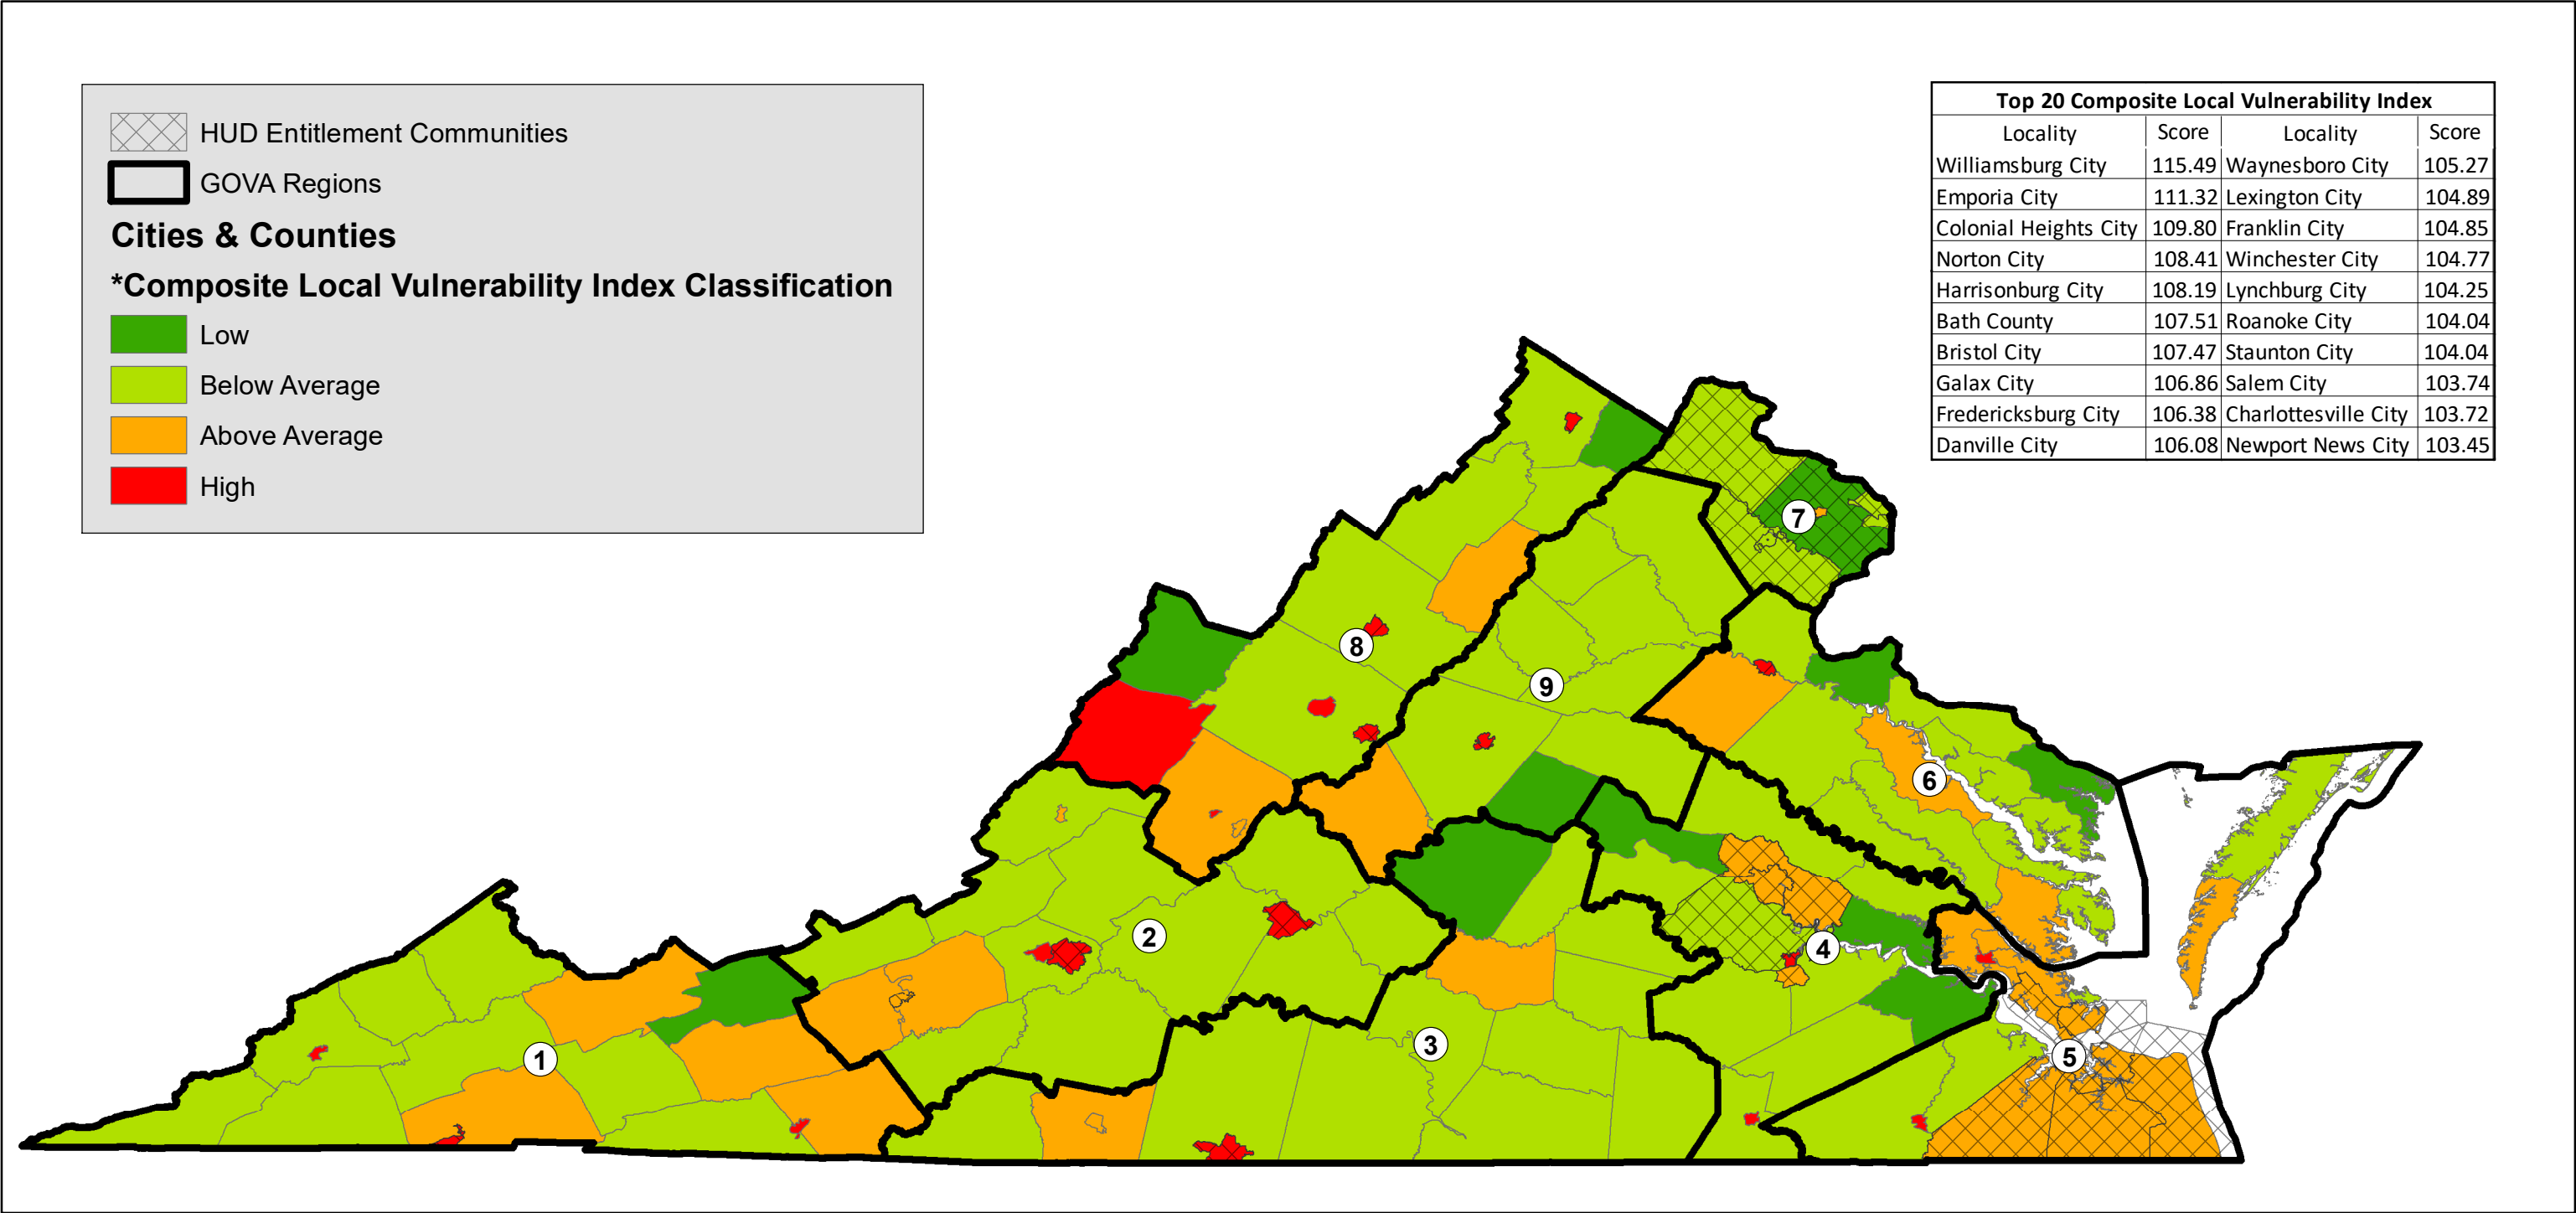 HUD Entitlement Communities
GOVA Regions
Cities & Counties
*Composite Local Vulnerability Index Classification
Low
Below Average
Above Average
High
Top 20 Composite Local Vulnerability Index
Locality Score Locality Score
Williamsburg City 115.49 Waynesboro City 105.27
Emporia City 111.32 Lexington City 104.89
Colonial Heights City 109.80 Franklin City 104.85
Norton City 108.41 Winchester City 104.77
Harrisonburg City 108.19 Lynchburg City 104.25
Bath County 107.51 Roanoke City 104.04
Bristol City 107.47 Staunton City 104.04
Galax City 106.86 Salem City 103.74
Fredericksburg City 106.38 Charlottesville City 103.72
Danville City 106.08 Newport News City 103.45
7
8
9
6
2
4
3
5
1